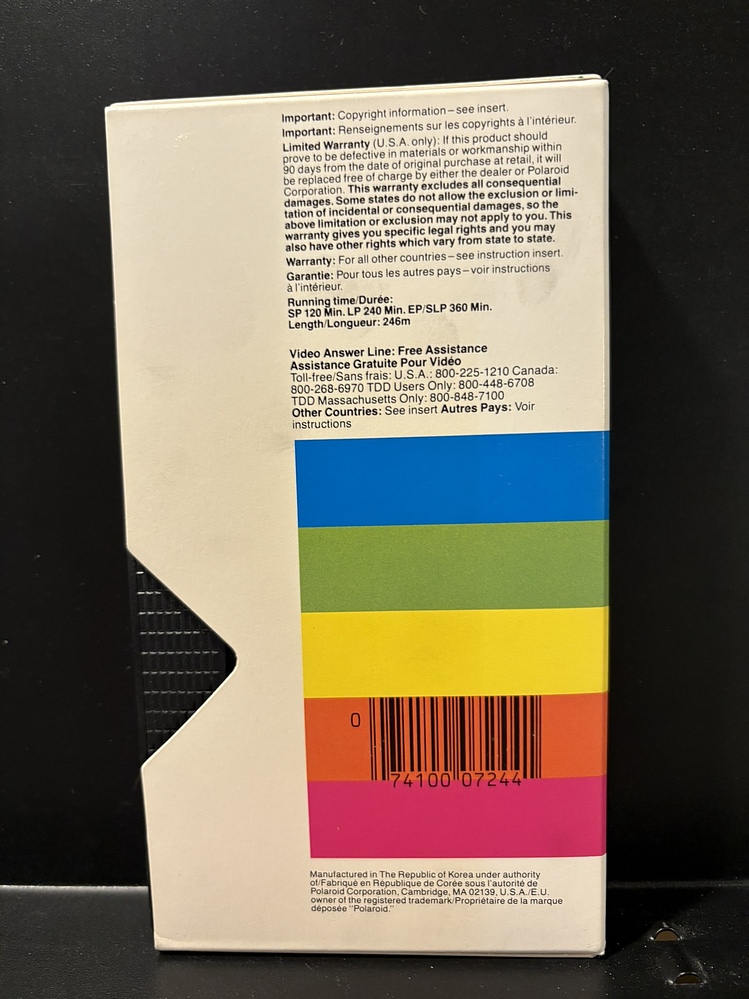 Important: Copyright information – see insert.
Important: Renseignements sur les copyrights à l'intérieur.
Limited Warranty (U.S.A. only): If this product should
prove to be defective in materials or workmanship within
90 days from the date of original purchase at retail, it will
be replaced free of charge by either the dealer or Polaroid
Corporation. This warranty excludes all consequential
damages. Some states do not allow the exclusion or limi-
tation of incidental or consequential damages, so the
above limitation or exclusion may not apply to you. This
warranty gives you specific legal rights and you may
also have other rights which vary from state to state.
Warranty: For all other countries – see instruction insert.
Garantie: Pour tous les autres pays – voir instructions
à l'intérieur.
Running time/Durée:
SP 120 Min. LP 240 Min. EP/SLP 360 Min.
Length/Longueur: 246m
Video Answer Line: Free Assistance
Assistance Gratuite Pour Vidéo
Toll-free/Sans frais: U.S.A.: 800-225-1210 Canada:
800-268-6970 TDD Users Only: 800-448-6708
TDD Massachusetts Only: 800-848-7100
Other Countries: See insert Autres Pays: Voir
instructions
0
74100 07244
Manufactured in The Republic of Korea under authority
of/Fabriqué en République de Corée sous l'autorité de
Polaroid Corporation, Cambridge, MA 02139, U.S.A./E.U.
owner of the registered trademark/Propriétaire de la marque
déposée "Polaroid."